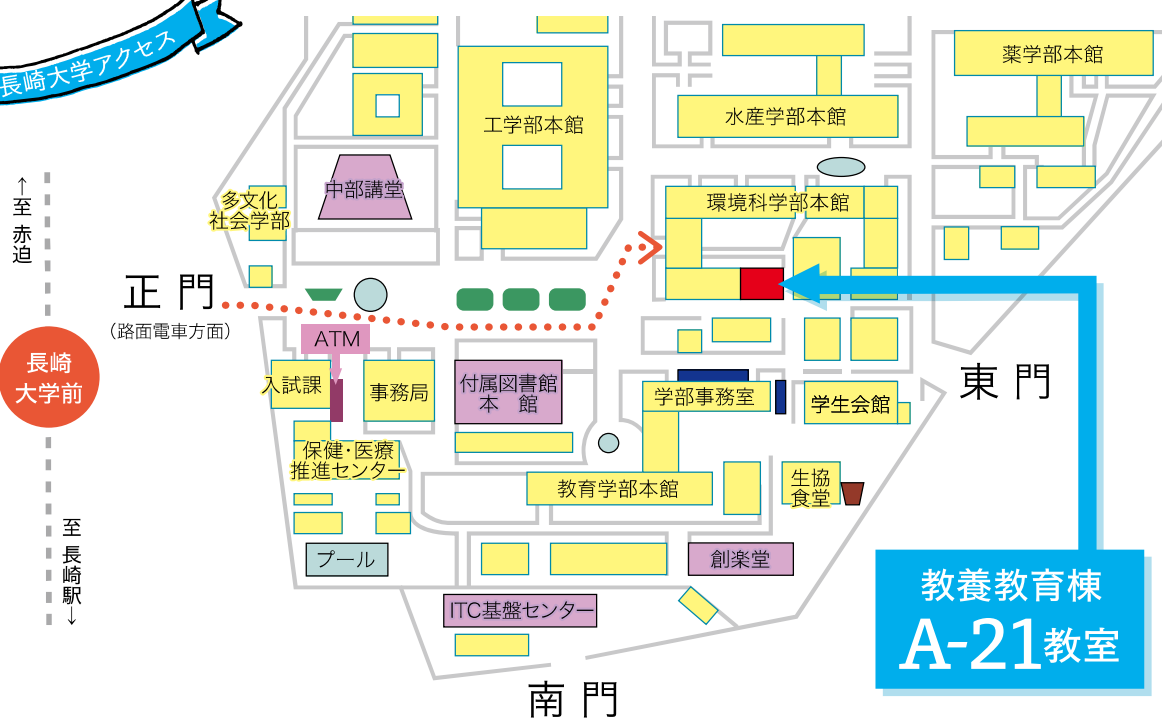 長崎大学アクセス
薬学部本館
工学部本館
水産学部本館
中部講堂
多文化
社会学部
環境科学部本館
←至 赤迫
正門
(路面電車方面)
ATM
長崎
大学前
入試課
事務局
付属図書館
本 館
学部事務室
学生会館
東門
保健・医療
推進センター
教育学部本館
生協
食堂
至 長崎駅→
プール
創楽堂
教養教育棟
A-21教室
ITC基盤センター
南門